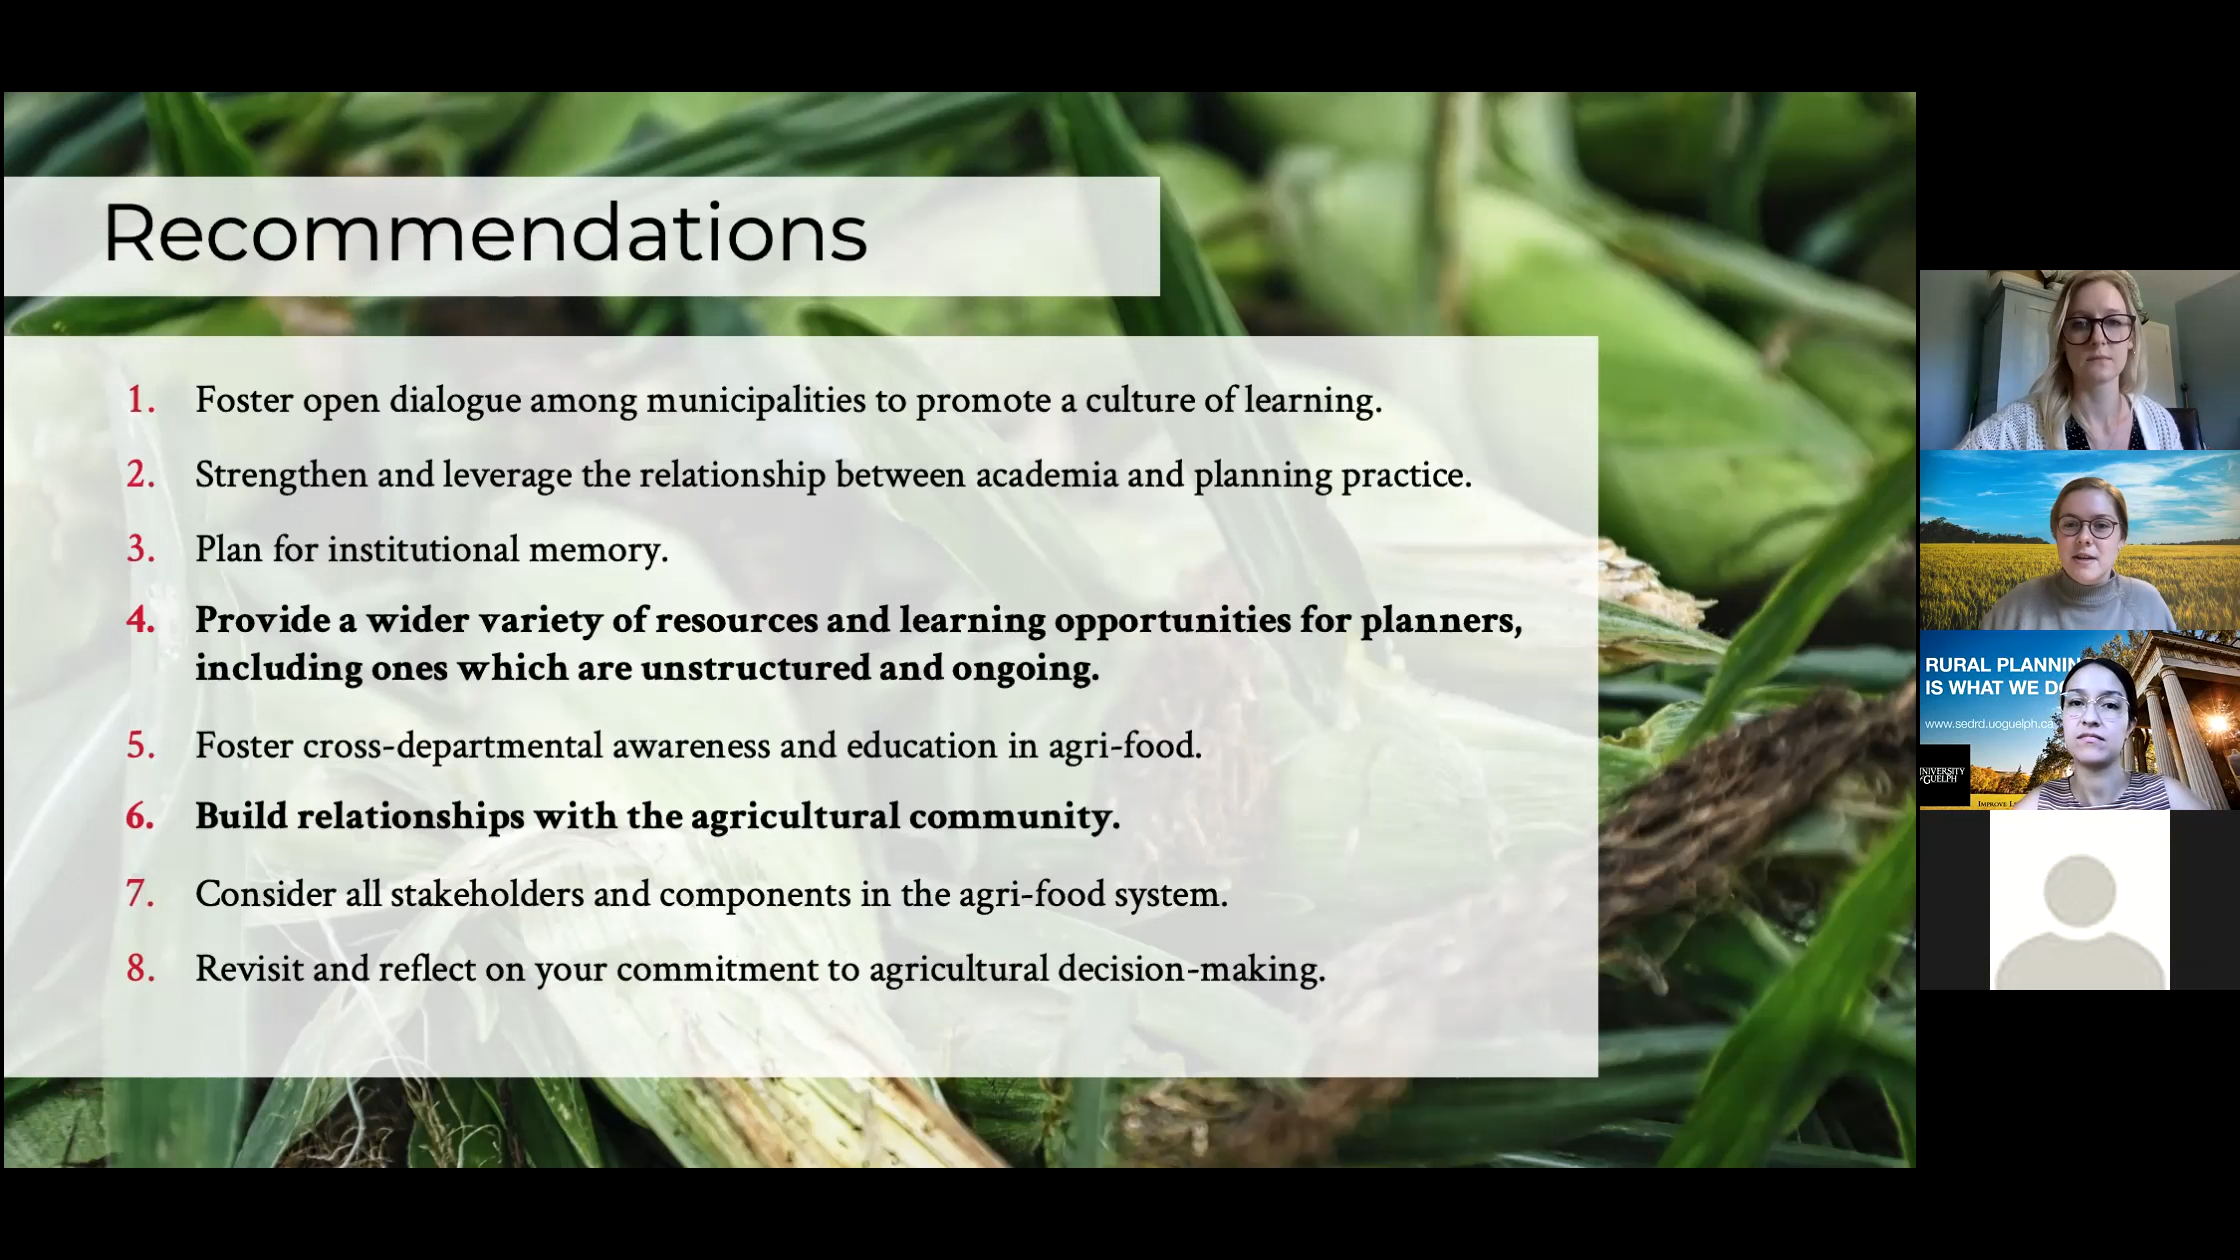 Recommendations
1. Foster open dialogue among municipalities to promote a culture of learning.
2. Strengthen and leverage the relationship between academia and planning practice.
3. Plan for institutional memory.
4. Provide a wider variety of resources and learning opportunities for planners,
including ones which are unstructured and ongoing.
5. Foster cross-departmental awareness and education in agri-food.
6. Build relationships with the agricultural community.
7. Consider all stakeholders and components in the agri-food system.
8. Revisit and reflect on your commitment to agricultural decision-making.
RURAL PLANNIN
IS WHAT WE DO
www.sedrd.uoguelph.ca
NIVERSITY
GUELPH
IMPROVE L